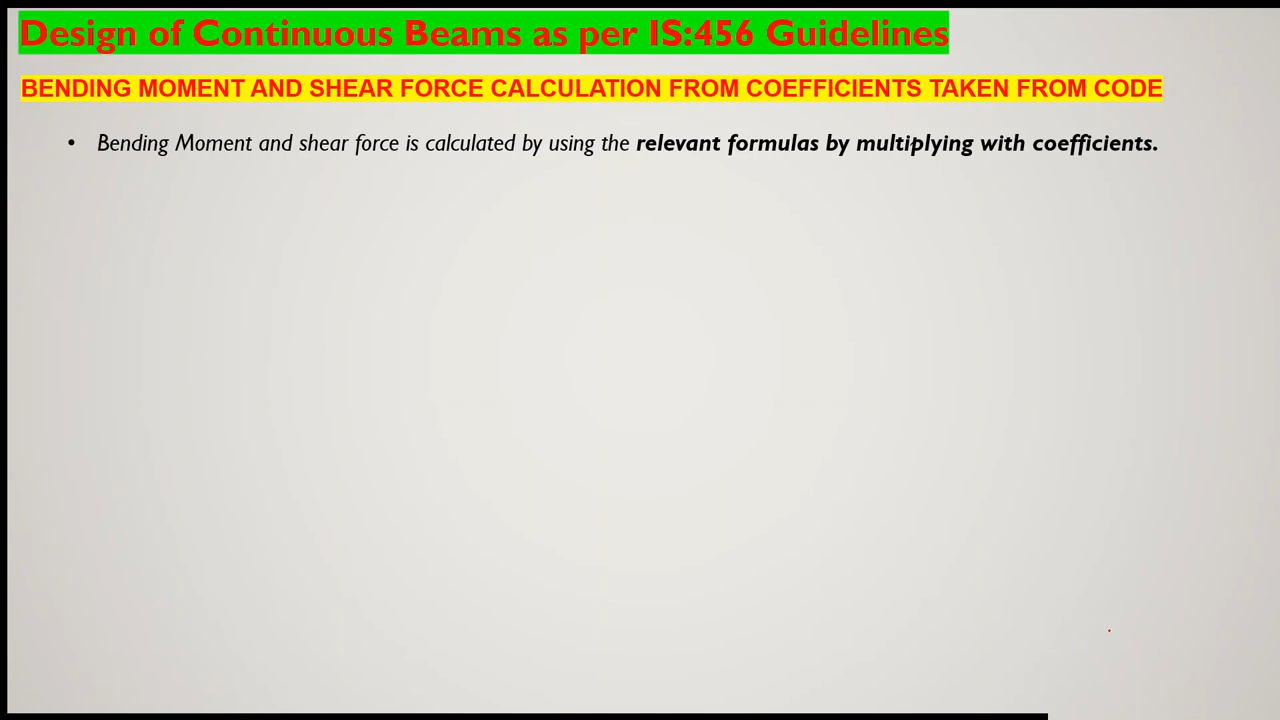 Design of Continuous Beams as per IS:456 Guidelines
BENDING MOMENT AND SHEAR FORCE CALCULATION FROM COEFFICIENTS TAKEN FROM CODE
• Bending Moment and shear force is calculated by using the relevant formulas by multiplying with coefficients.